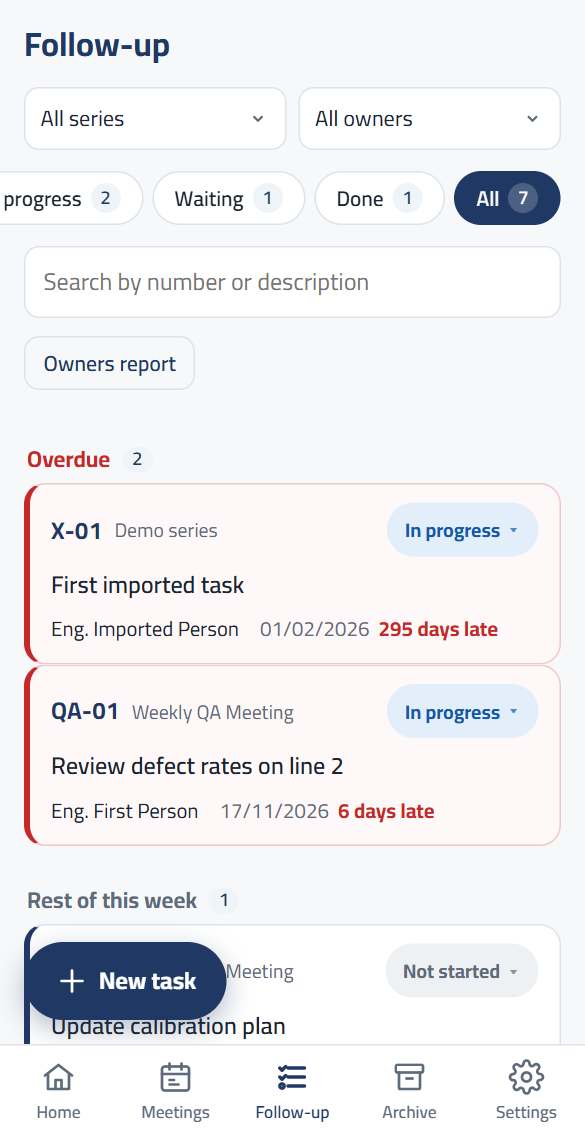 Follow-up
All series
All owners
progress 2
Waiting 1
Done 1
All 7
Search by number or description
Owners report
Overdue 2
X-01 Demo series
In progress
First imported task
Eng. Imported Person 01/02/2026 295 days late
QA-01 Weekly QA Meeting
In progress
Review defect rates on line 2
Eng. First Person 17/11/2026 6 days late
Rest of this week 1
Meeting
Not started
New task
Update calibration plan
Home
Meetings
Follow-up
Archive
Settings